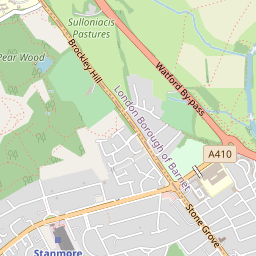 Sulloniacis
Pastures
Pear Wood
Brockley Hill
Watford By-pass
London Borough of Barnet
A410
Stone Grove
Stanmore